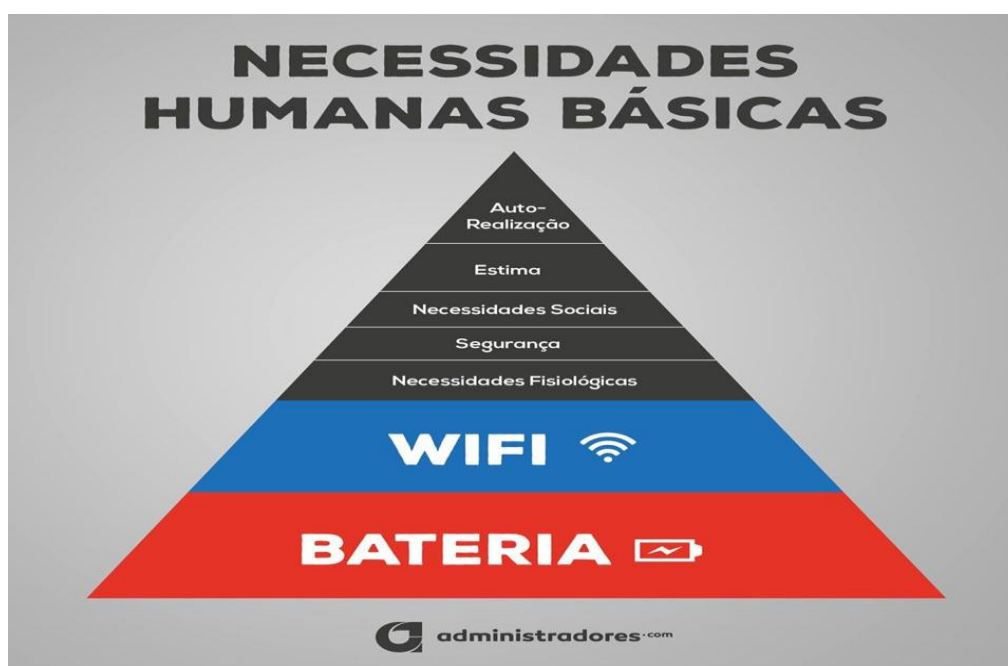 NECESSIDADES
HUMANAS BÁSICAS
Auto-
Realização
Estima
Necessidades Sociais
Segurança
Necessidades Fisiológicas
WIFI
BATERIA
administradores.com